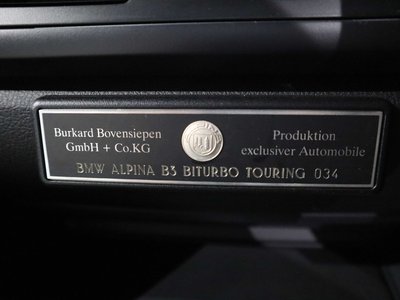 Burkard Bovensiepen
GmbH + Co.KG
Produktion
exclusiver Automobile
BMW ALPINA B3 BITURBO TOURING 034